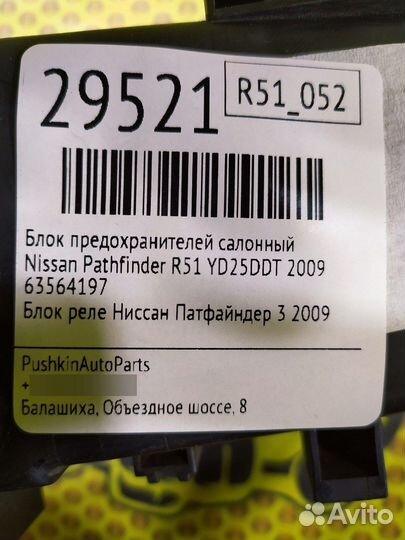 29521
R51_052
Блок предохранителей салонный
Nissan Pathfinder R51 YD25DDT 2009
63564197
Блок реле Ниссан Патфайндер 3 2009
PushkinAutoParts
+
Балашиха, Объездное шоссе, 8
Avito